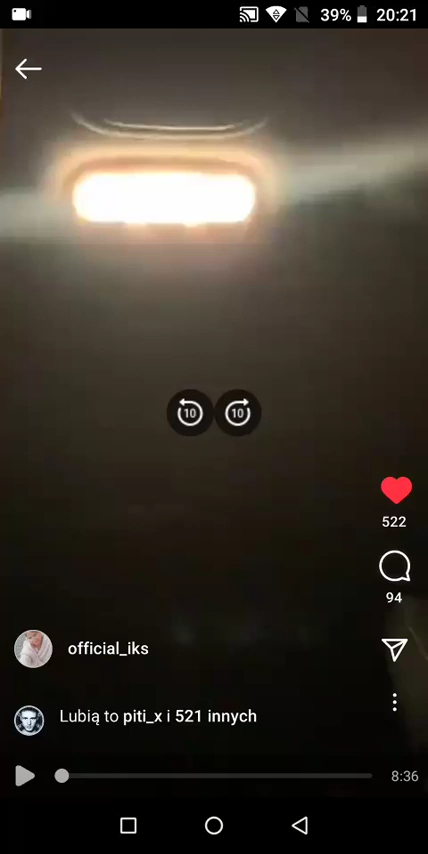 39% 20:21
10 10
522
94
official_iks
Lubią to piti_x i 521 innych
8:36